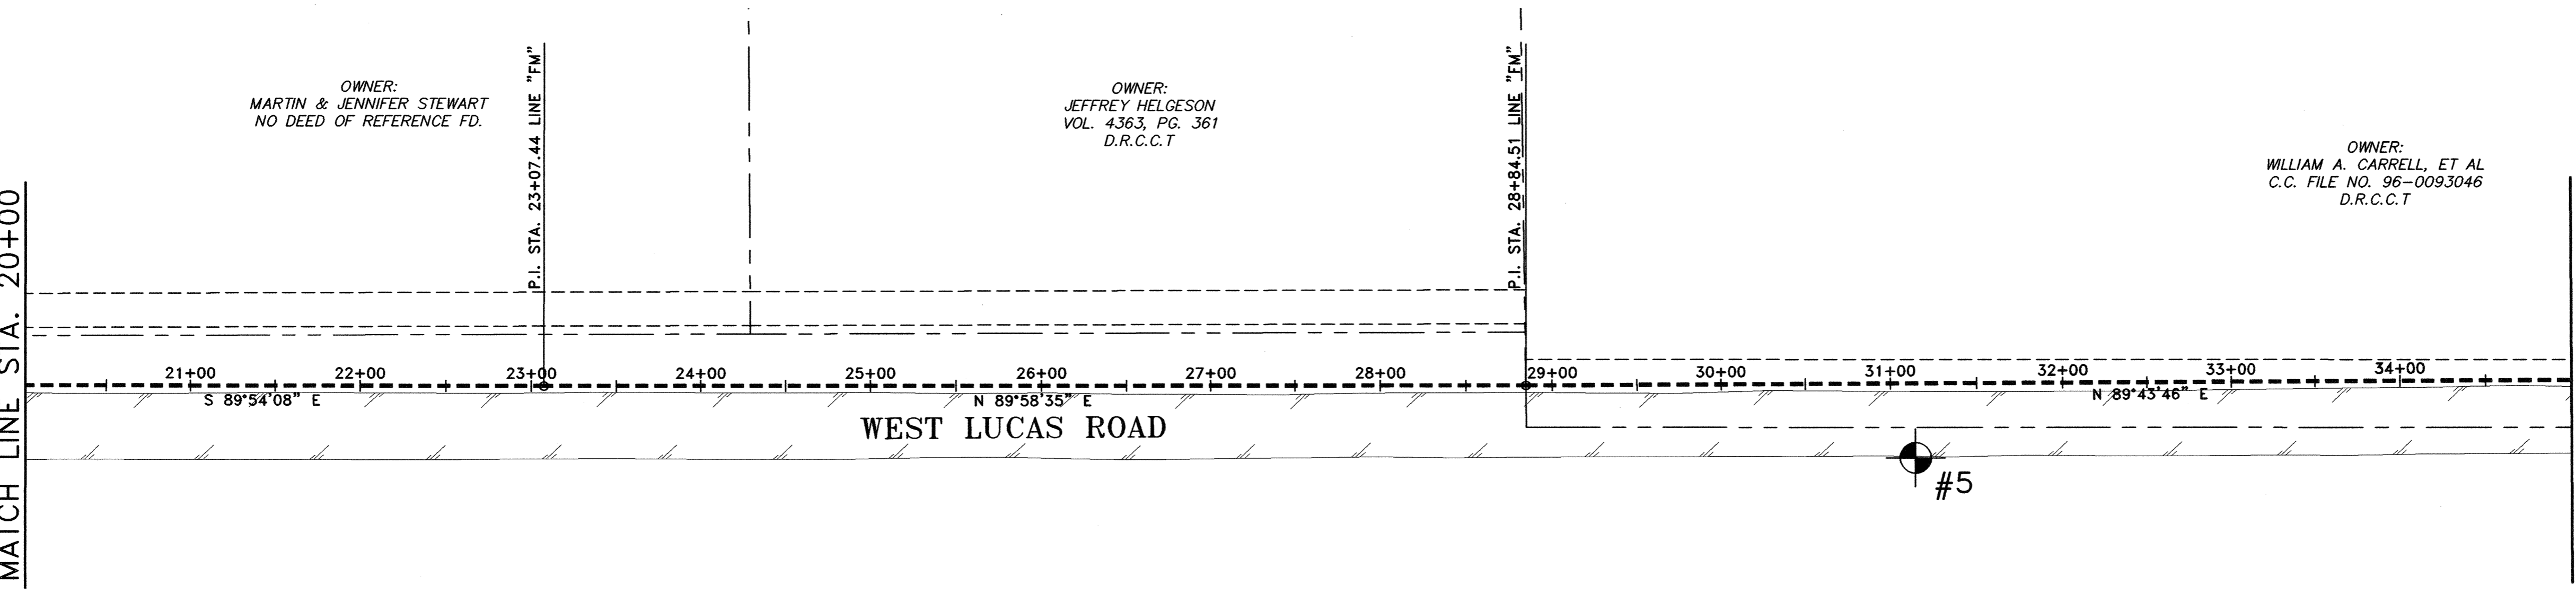 MATCH LINE STA. 20+00
OWNER:
MARTIN & JENNIFER STEWART
NO DEED OF REFERENCE FD.
P.I. STA. 23+07.44 LINE "FM"
OWNER:
JEFFREY HELGESON
VOL. 4363, PG. 361
D.R.C.C.T
P.I. STA. 28+84.51 LINE "FM"
OWNER:
WILLIAM A. CARRELL, ET AL
C.C. FILE NO. 96-0093046
D.R.C.C.T
21+00 22+00 23+00 24+00 25+00 26+00 27+00 28+00 29+00 30+00 31+00 32+00 33+00 34+00
S 89°54'08" E N 89°58'35" E N 89°43'46" E
WEST LUCAS ROAD
#5